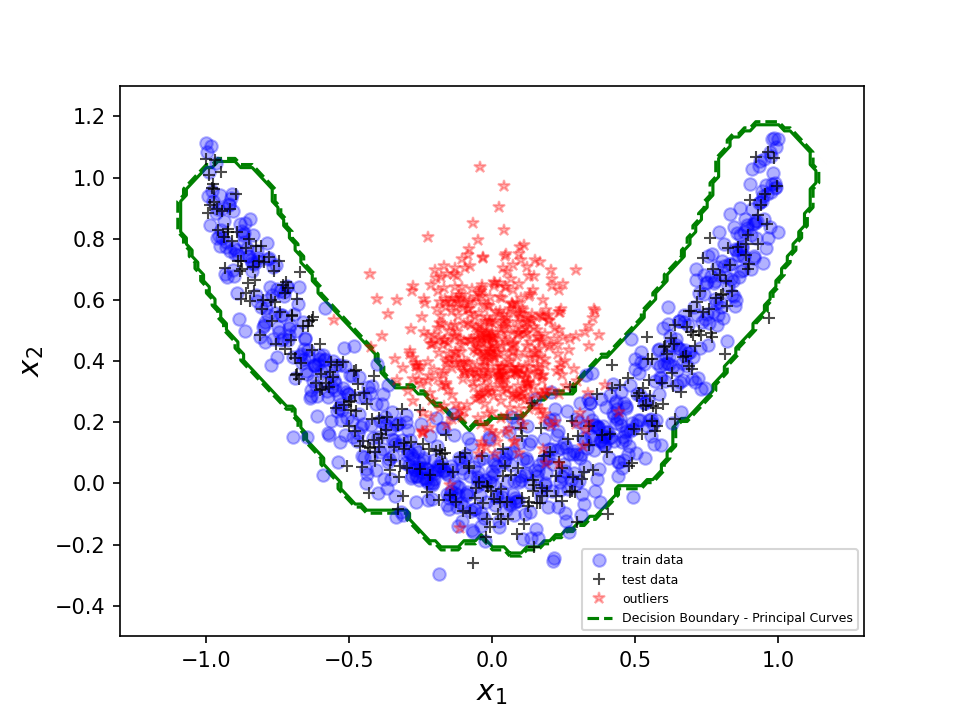 1.2
1.0
0.8
0.6
0.4
0.2
0.0
−0.2
−0.4
x₂
−1.0 −0.5 0.0 0.5 1.0
x₁
train data
test data
outliers
Decision Boundary - Principal Curves